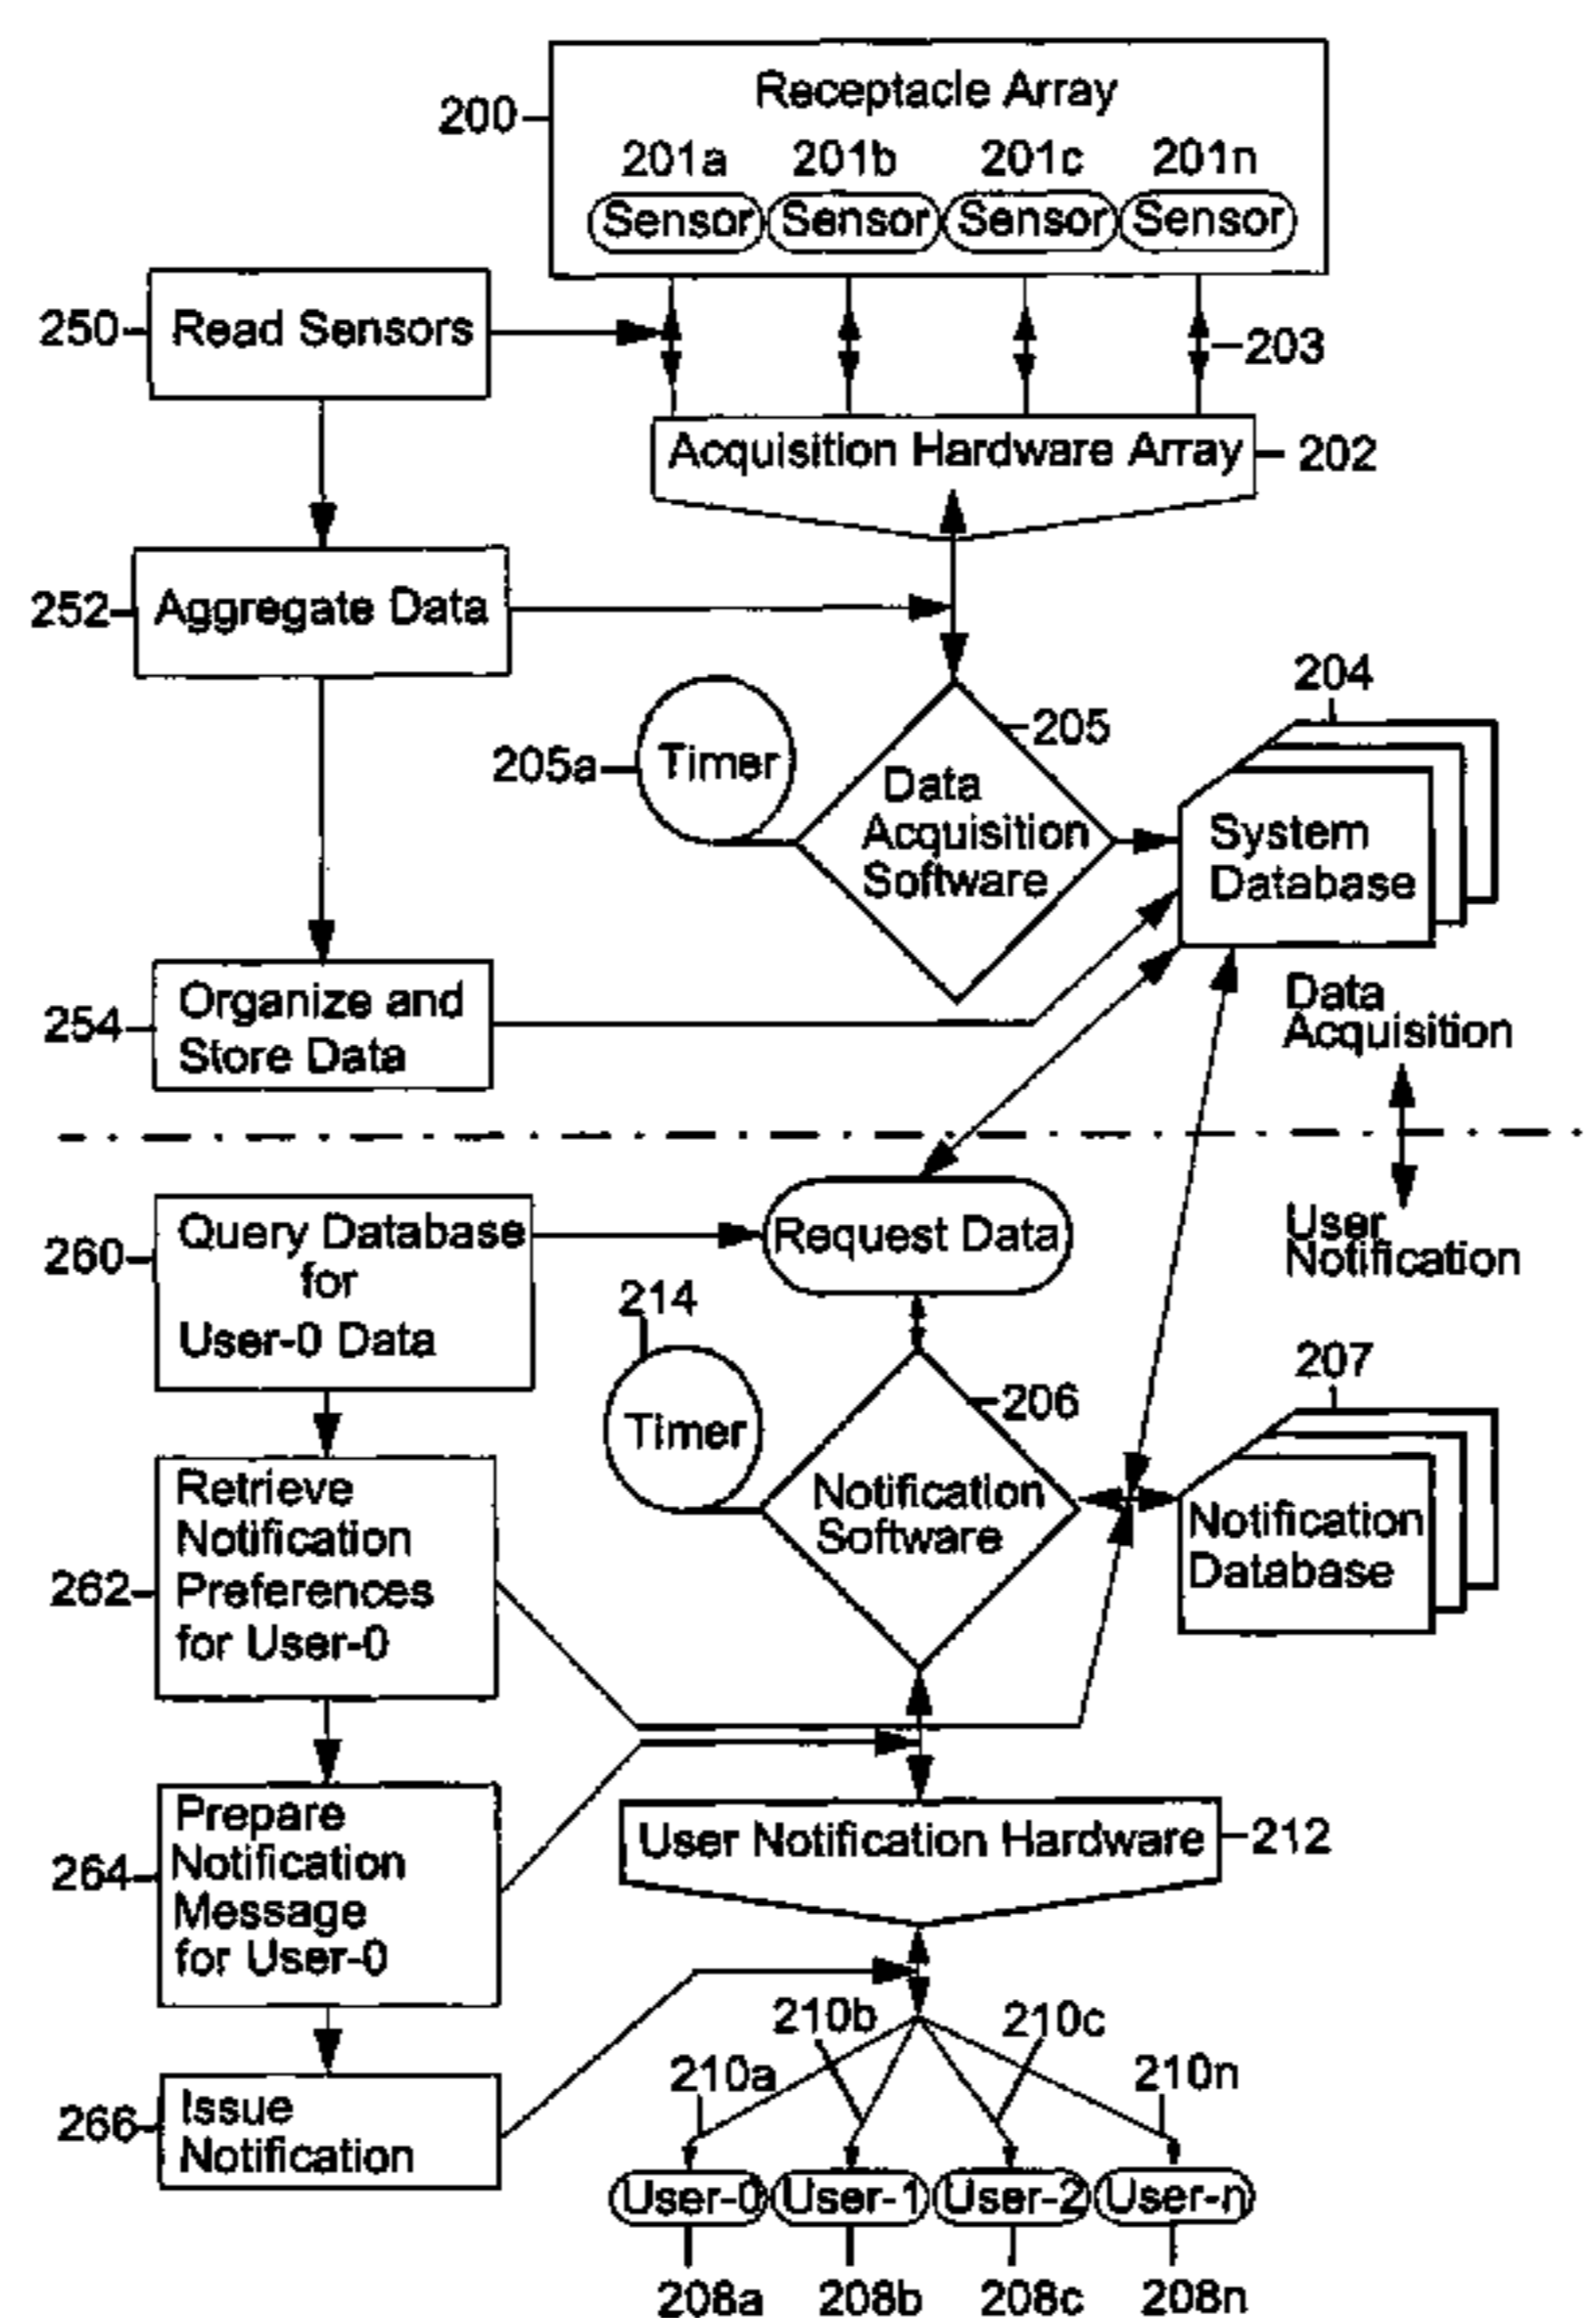 Receptacle Array
200
201a 201b 201c 201n
Sensor Sensor Sensor Sensor
250 Read Sensors
203
Acquisition Hardware Array 202
252 Aggregate Data
204
205
205a Timer
Data
Acquisition
Software
System
Database
254 Organize and
Store Data
Data
Acquisition
User
Notification
260 Query Database
for
User-0 Data
Request Data
214
Timer
206
207
Notification
Software
Notification
Database
262 Retrieve
Notification
Preferences
for User-0
264 Prepare
Notification
Message
for User-0
User Notification Hardware 212
210a 210b 210c 210n
266 Issue
Notification
User-0 User-1 User-2 User-n
208a 208b 208c 208n